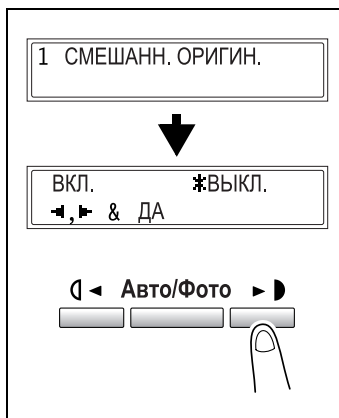 1 СМЕШАНН. ОРИГИН.
ВКЛ. *ВЫКЛ.
◄,► & ДА
◄ Авто/Фото ►